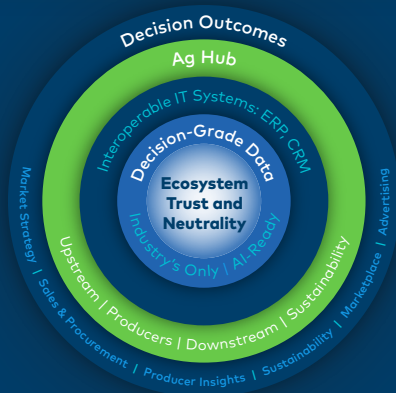 Decision Outcomes
Ag Hub
Interoperable IT Systems: ERP, CRM
Decision-Grade Data
Ecosystem
Trust and
Neutrality
Industry's Only | AI-Ready
Upstream | Producers | Downstream | Sustainability
Market Strategy | Sales & Procurement | Producer Insights | Sustainability | Marketplace | Advertising